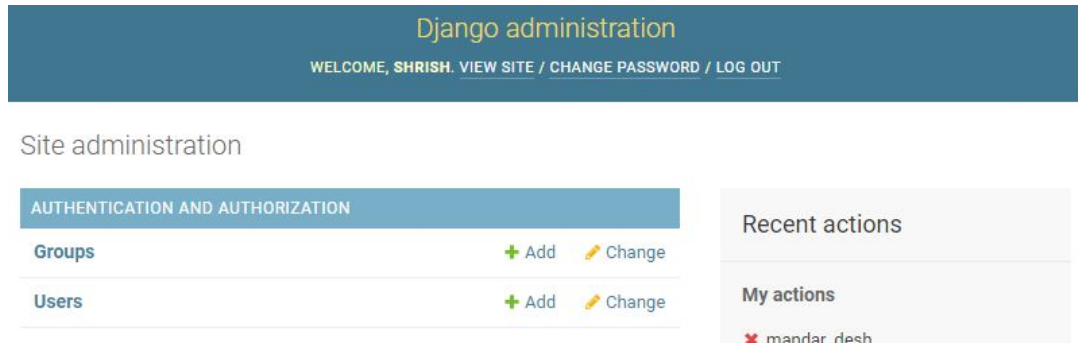 Django administration
WELCOME, SHRISH. VIEW SITE / CHANGE PASSWORD / LOG OUT
Site administration
AUTHENTICATION AND AUTHORIZATION
Groups + Add Change
Users + Add Change
Recent actions
My actions
mandar_desh